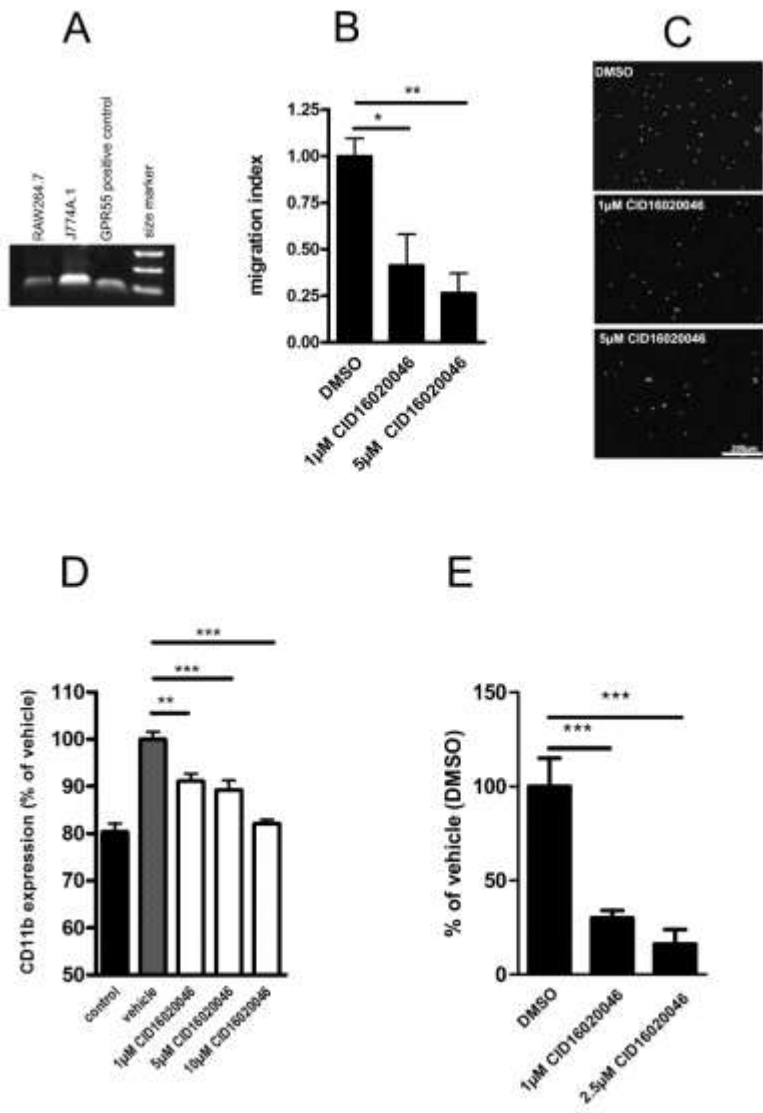 A
RAW264.7
J774A.1
GPR55 positive control
size marker
B
migration index
1.25
1.00
0.75
0.50
0.25
0.00
**
*
DMSO
1µM CID16020046
5µM CID16020046
C
DMSO
1µM CID16020046
5µM CID16020046
D
CD11b expression (% of vehicle)
110
100
90
80
70
60
50
***
***
**
control
vehicle
1µM CID16020046
5µM CID16020046
10µM CID16020046
E
% of vehicle (DMSO)
150
100
50
0
***
***
DMSO
1µM CID16020046
2.5µM CID16020046